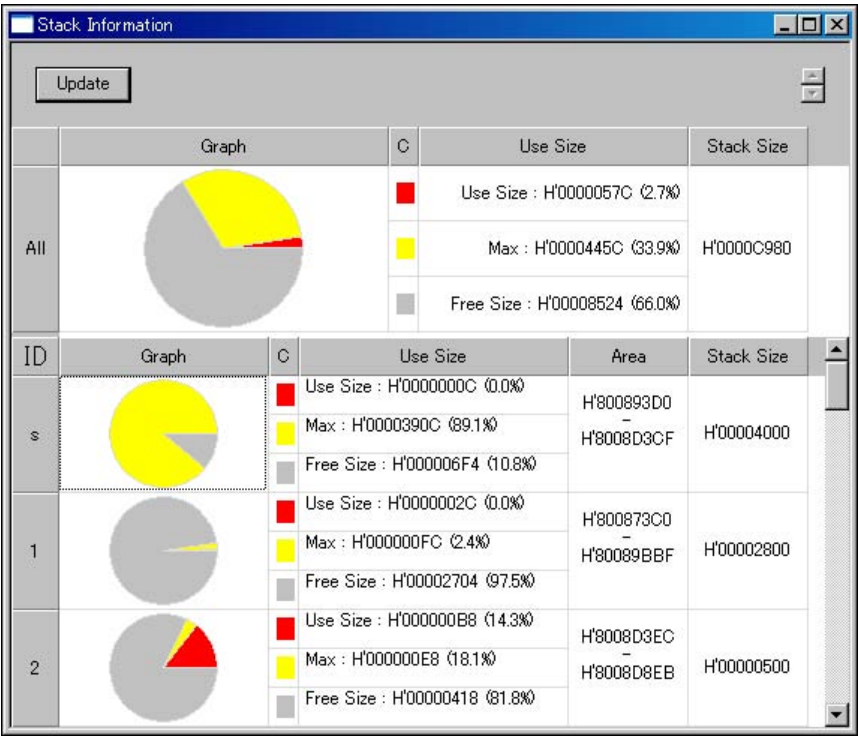 Stack Information
Update
Graph C Use Size Stack Size
All
Use Size : H'0000057C (2.7%)
Max : H'0000445C (33.9%)
H'0000C980
Free Size : H'00008524 (66.0%)
ID Graph C Use Size Area Stack Size
s
Use Size : H'0000000C (0.0%)
Max : H'0000390C (89.1%)
Free Size : H'000006F4 (10.8%)
H'800893D0
–
H'8008D3CF
H'00004000
1
Use Size : H'0000002C (0.0%)
Max : H'000000FC (2.4%)
Free Size : H'00002704 (97.5%)
H'800873C0
–
H'80089BBF
H'00002800
2
Use Size : H'000000B8 (14.3%)
Max : H'000000E8 (18.1%)
Free Size : H'00000418 (81.8%)
H'8008D3EC
–
H'8008D8EB
H'00000500